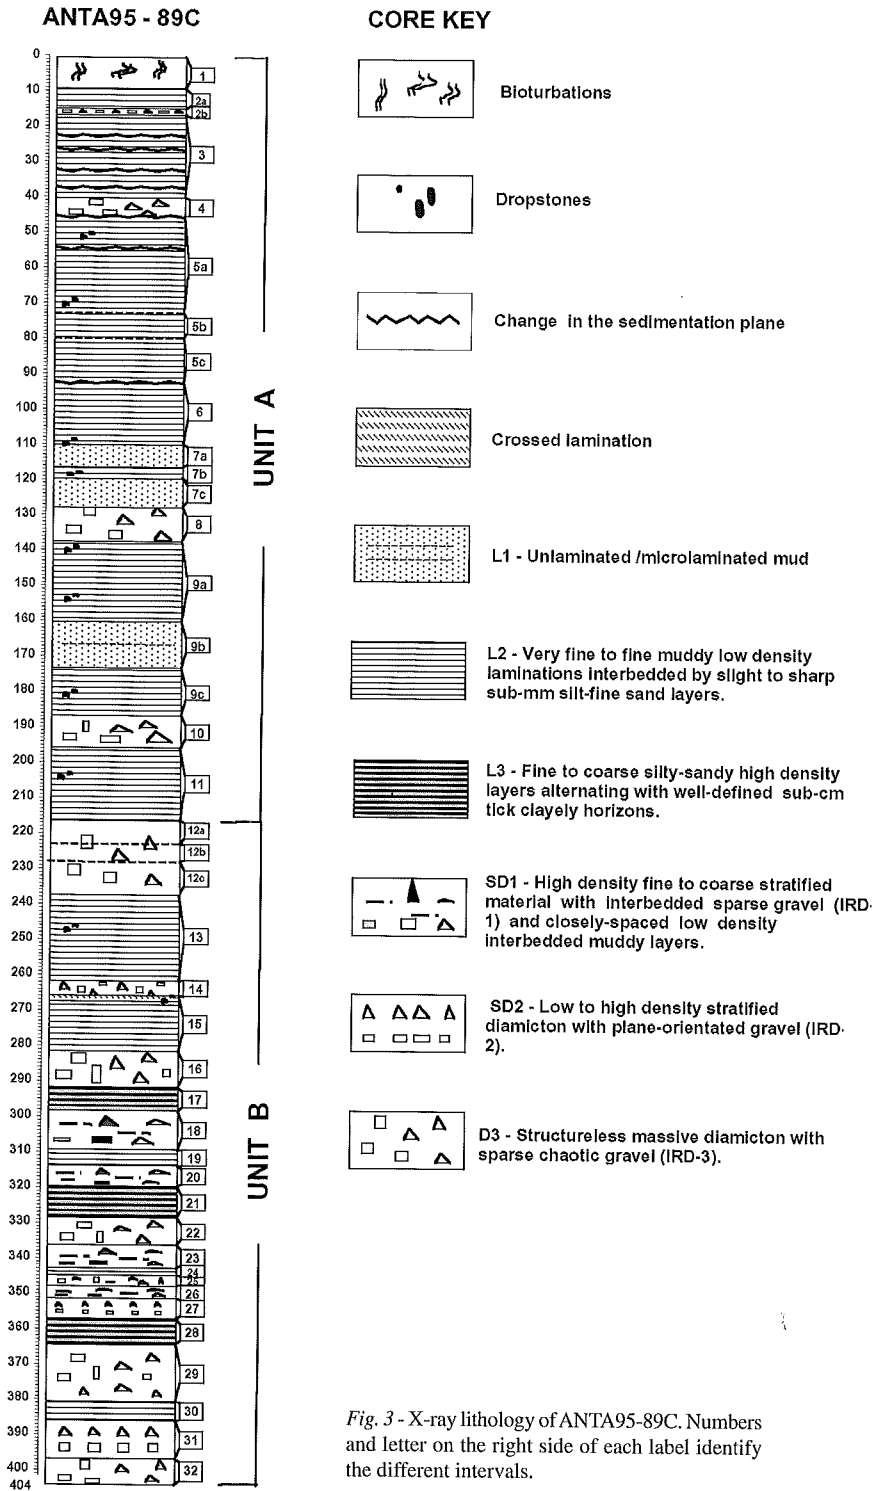 ANTA95 - 89C
CORE KEY
0
10
20
30
40
50
60
70
80
90
100
110
120
130
140
150
160
170
180
190
200
210
220
230
240
250
260
270
280
290
300
310
320
330
340
350
360
370
380
390
400
404
1
2a
2b
3
4
5a
5b
5c
6
7a
7b
7c
8
9a
9b
9c
10
11
12a
12b
12c
13
14
15
16
17
18
19
20
21
22
23
24
25
26
27
28
29
30
31
32
UNIT A
UNIT B
Bioturbations
Dropstones
Change in the sedimentation plane
Crossed lamination
L1 - Unlaminated /microlaminated mud
L2 - Very fine to fine muddy low density
laminations interbedded by slight to sharp
sub-mm silt-fine sand layers.
L3 - Fine to coarse silty-sandy high density
layers alternating with well-defined sub-cm
tick clayely horizons.
SD1 - High density fine to coarse stratified
material with interbedded sparse gravel (IRD-
1) and closely-spaced low density
interbedded muddy layers.
SD2 - Low to high density stratified
diamicton with plane-orientated gravel (IRD-
2).
D3 - Structureless massive diamicton with
sparse chaotic gravel (IRD-3).
Fig. 3 - X-ray lithology of ANTA95-89C. Numbers
and letter on the right side of each label identify
the different intervals.